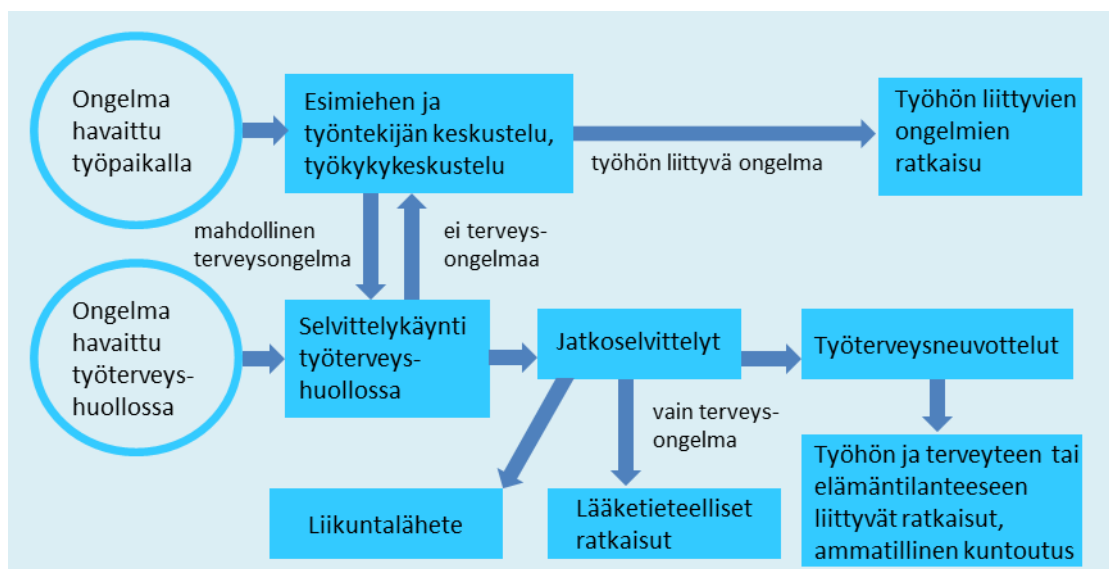 Ongelma
havaittu
työpaikalla
Esimiehen ja
työntekijän keskustelu,
työkykykeskustelu
työhön liittyvä ongelma
Työhön liittyvien
ongelmien
ratkaisu
mahdollinen
terveysongelma
ei terveys-
ongelmaa
Ongelma
havaittu
työterveys-
huollossa
Selvittelykäynti
työterveys-
huollossa
Jatkoselvittelyt
Työterveysneuvottelut
vain terveys-
ongelma
Liikuntalähete
Lääketieteelliset
ratkaisut
Työhön ja terveyteen tai
elämäntilanteeseen
liittyvät ratkaisut,
ammatillinen kuntoutus